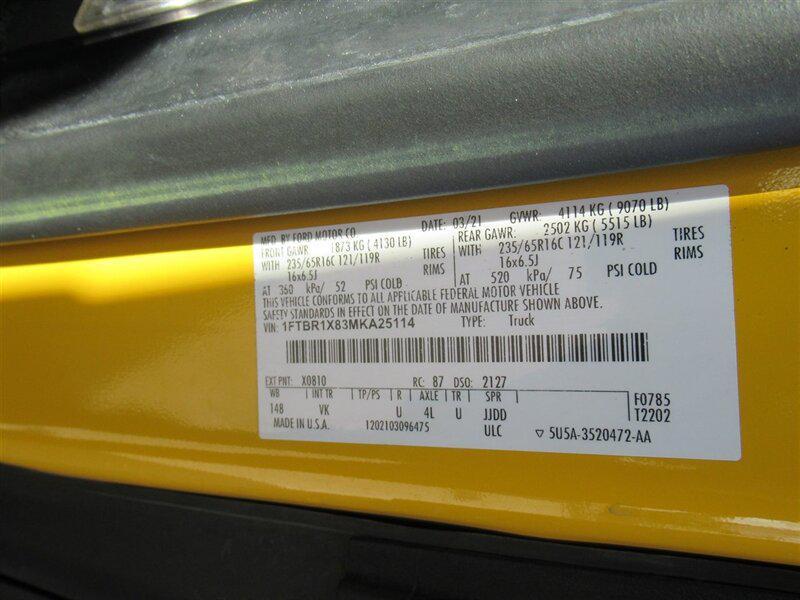 MFD. BY FORD MOTOR CO. DATE: 03/21 GVWR: 4114 KG ( 9070 LB)
FRONT GAWR: 1873 KG ( 4130 LB) REAR GAWR: 2502 KG ( 5515 LB)
WITH 235/65R16C 121/119R TIRES WITH 235/65R16C 121/119R TIRES
16x6.5J RIMS 16x6.5J RIMS
AT 360 kPa/ 52 PSI COLD AT 520 kPa/ 75 PSI COLD
THIS VEHICLE CONFORMS TO ALL APPLICABLE FEDERAL MOTOR VEHICLE
SAFETY STANDARDS IN EFFECT ON THE DATE OF MANUFACTURE SHOWN ABOVE.
VIN: 1FTBR1X83MKA25114 TYPE: Truck
EXT PNT: X0810 RC: 87 DSO: 2127
WB INT TR TP/PS R AXLE TR SPR F0785
148 VK U 4L U JJDD T2202
MADE IN U.S.A. 1202103096475 ULC ▽ 5U5A-3520472-AA